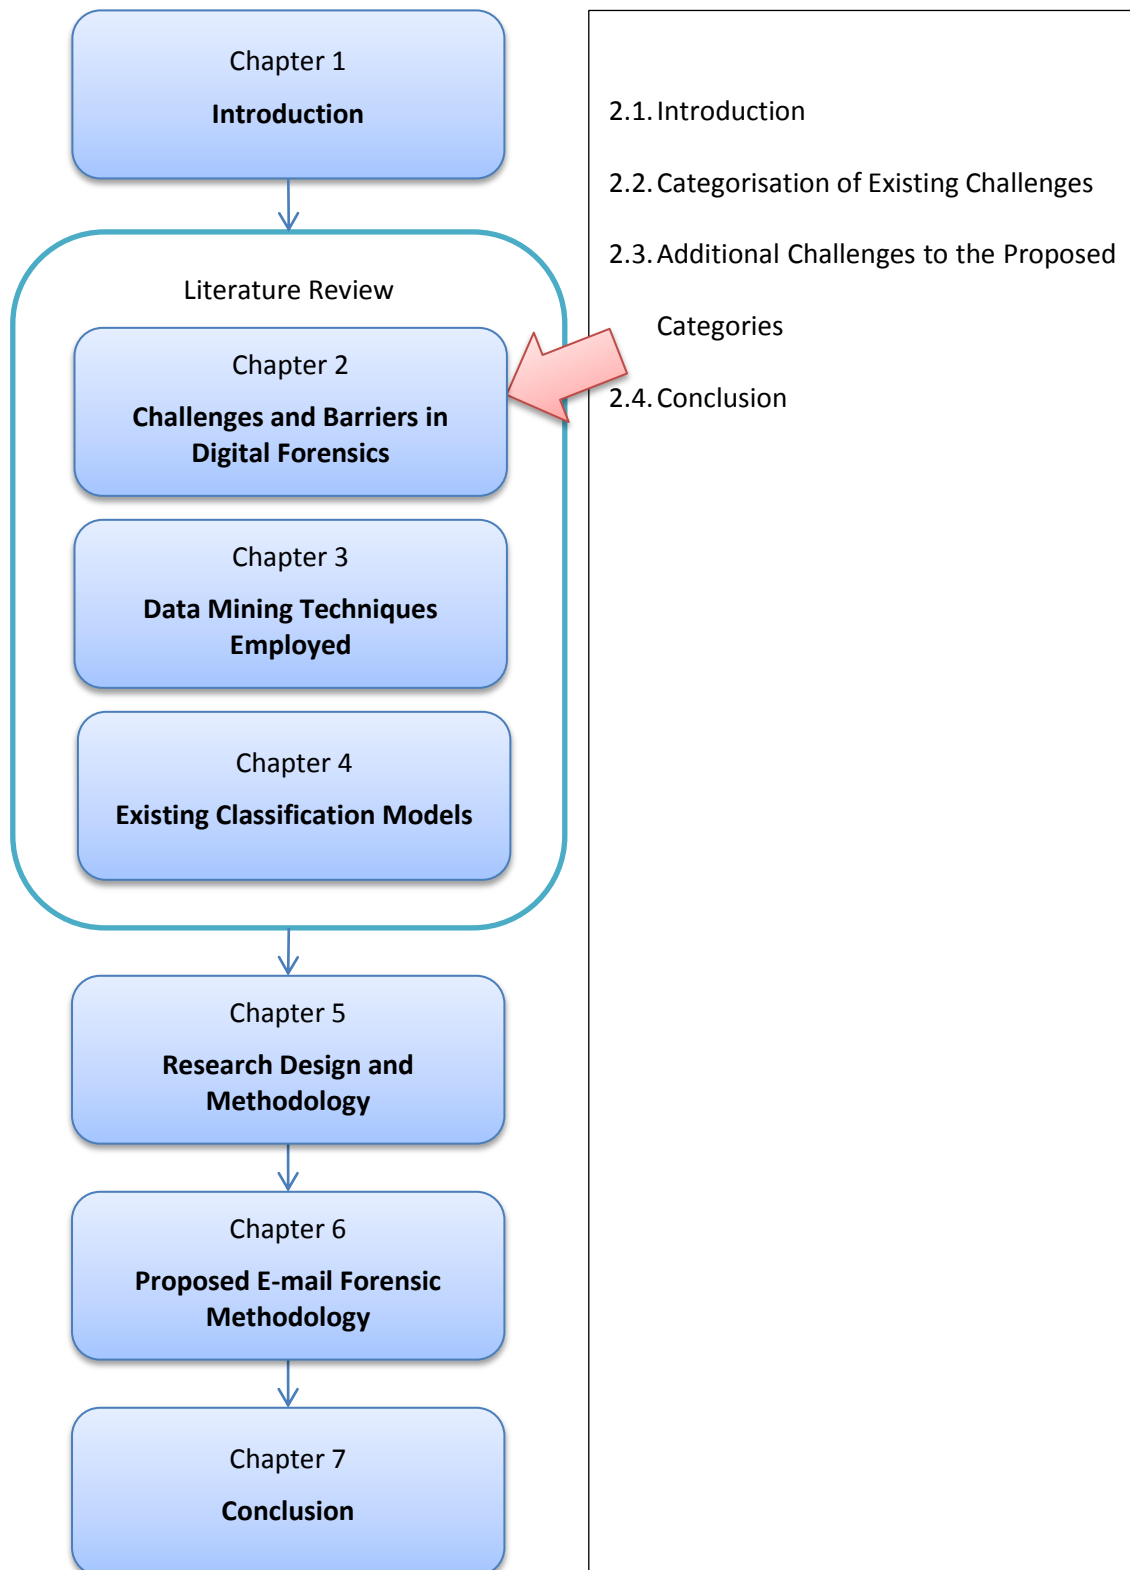 Chapter 1
Introduction
Literature Review
Chapter 2
Challenges and Barriers in
Digital Forensics
Chapter 3
Data Mining Techniques
Employed
Chapter 4
Existing Classification Models
Chapter 5
Research Design and
Methodology
Chapter 6
Proposed E-mail Forensic
Methodology
Chapter 7
Conclusion
2.1. Introduction
2.2. Categorisation of Existing Challenges
2.3. Additional Challenges to the Proposed
Categories
2.4. Conclusion